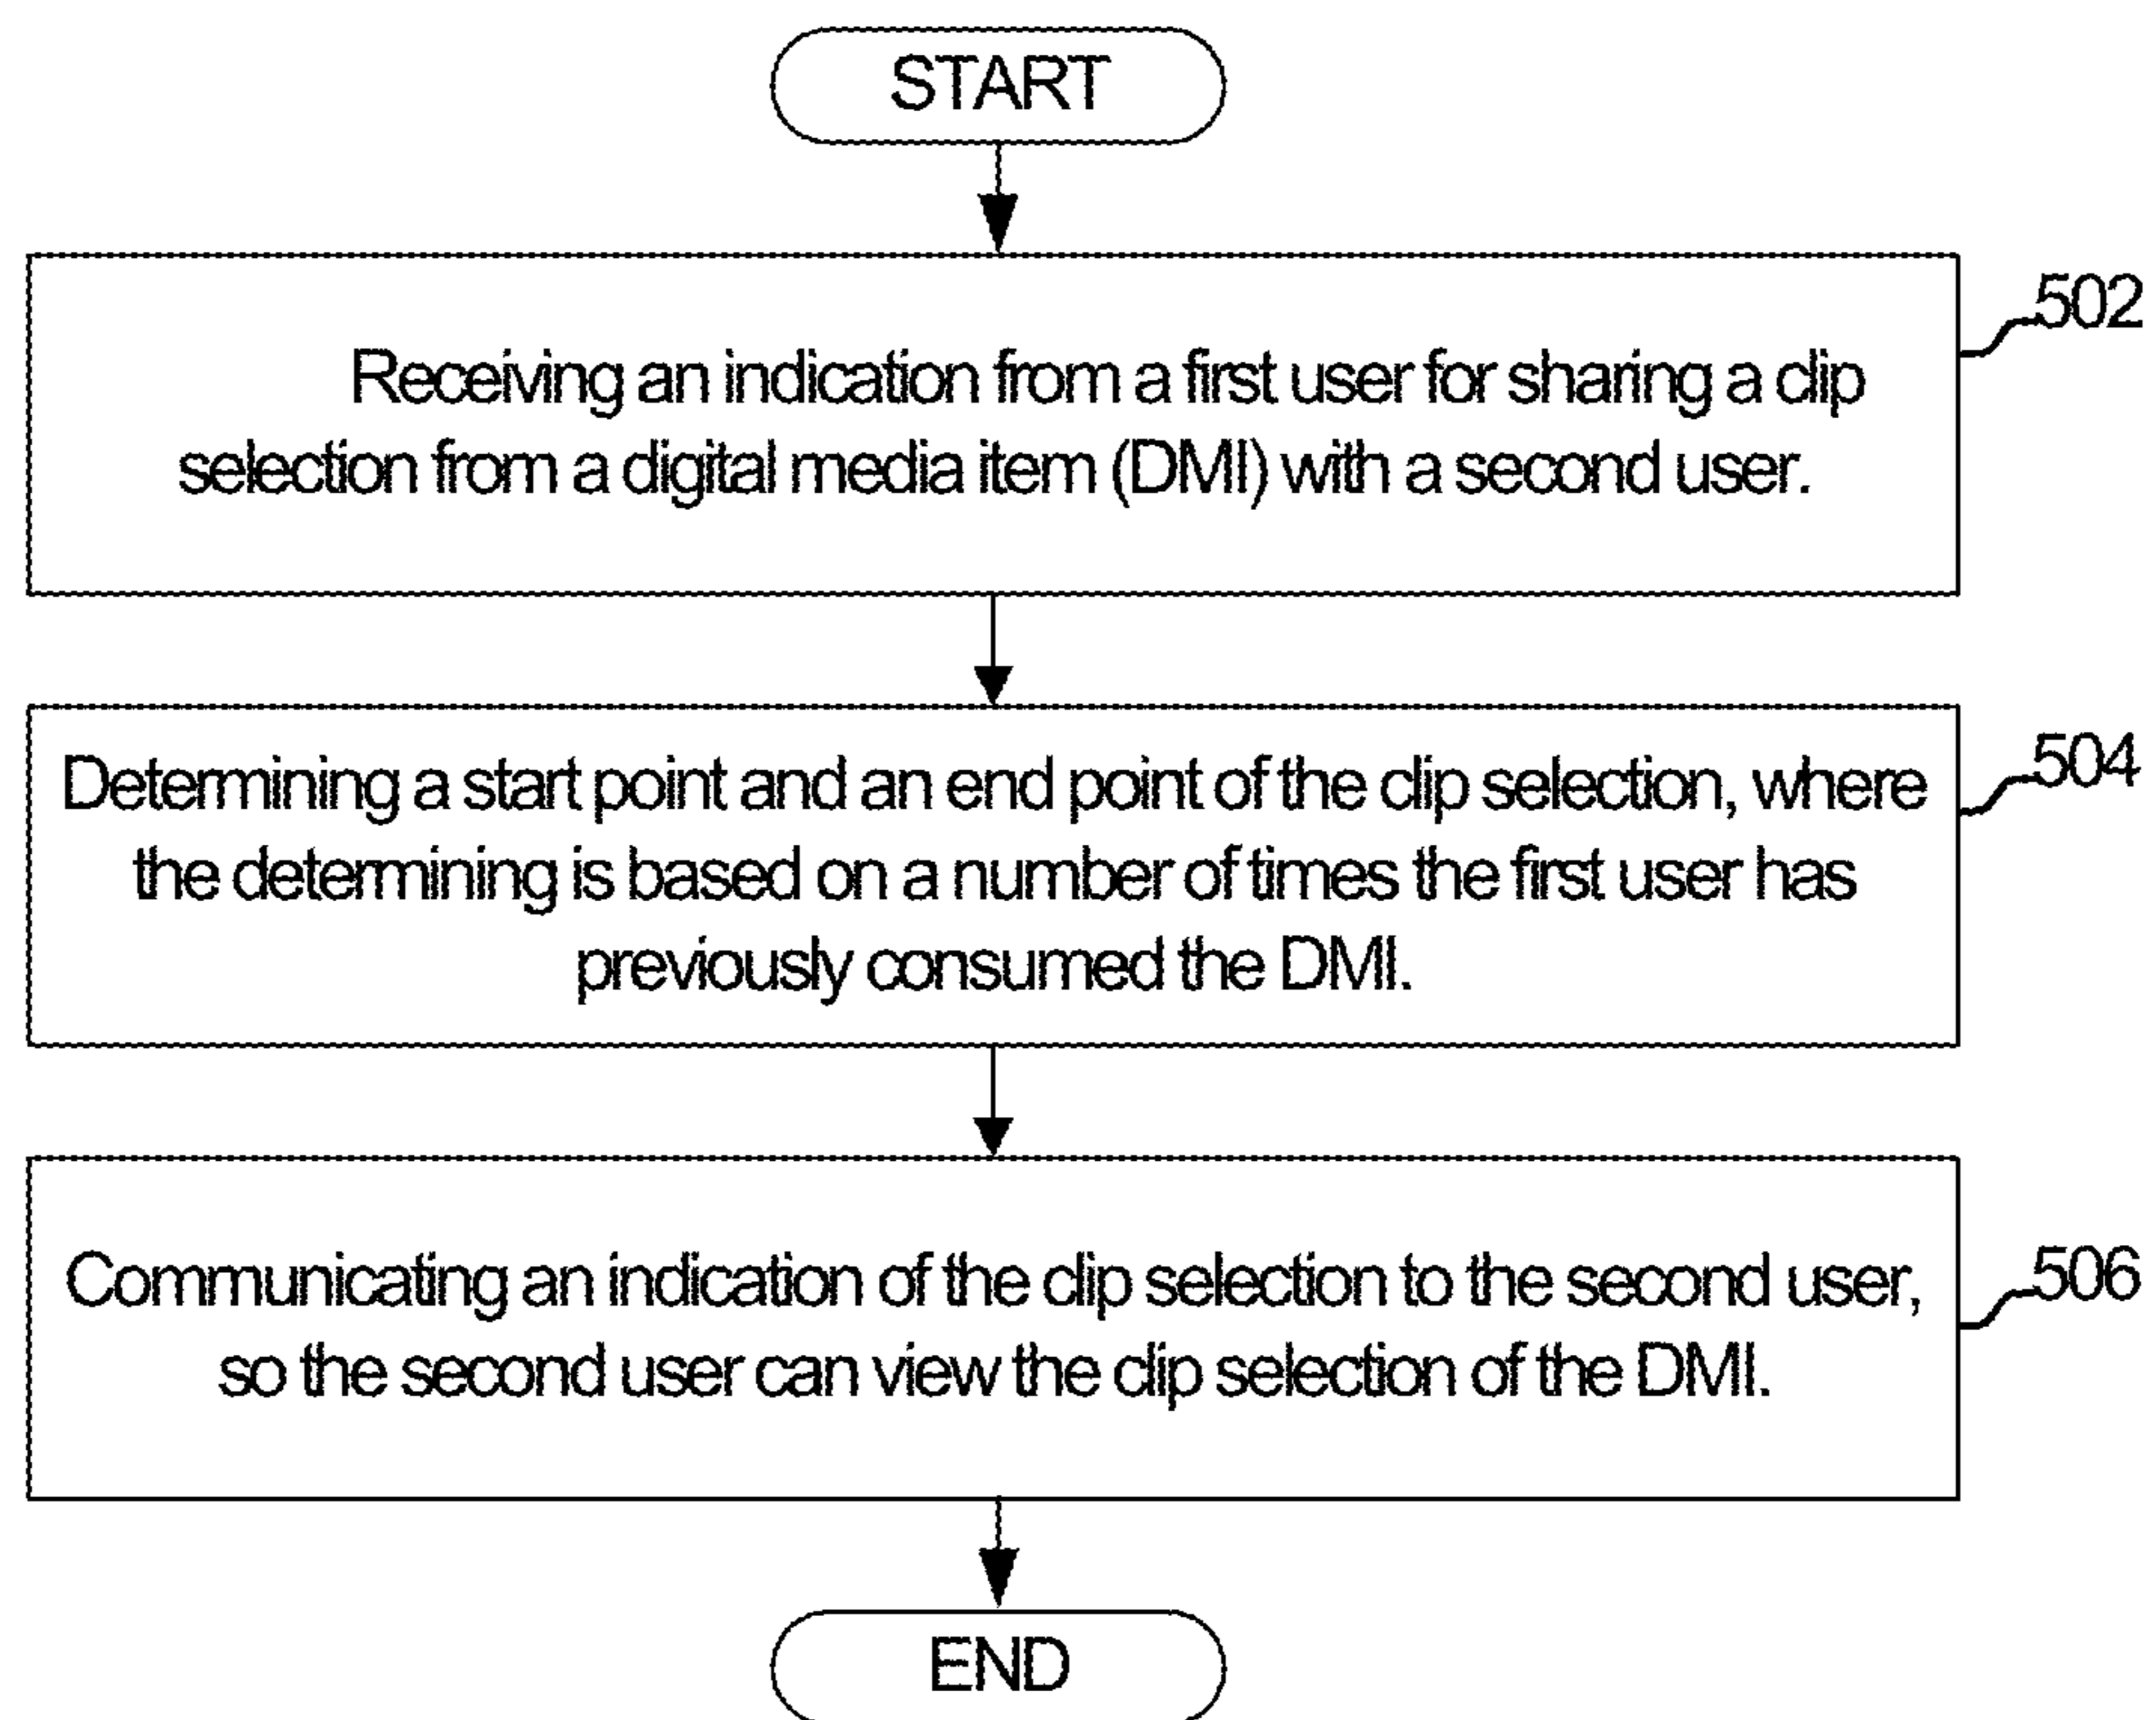 START
502
Receiving an indication from a first user for sharing a clip
selection from a digital media item (DMI) with a second user.
504
Determining a start point and an end point of the clip selection, where
the determining is based on a number of times the first user has
previously consumed the DMI.
506
Communicating an indication of the clip selection to the second user,
so the second user can view the clip selection of the DMI.
END